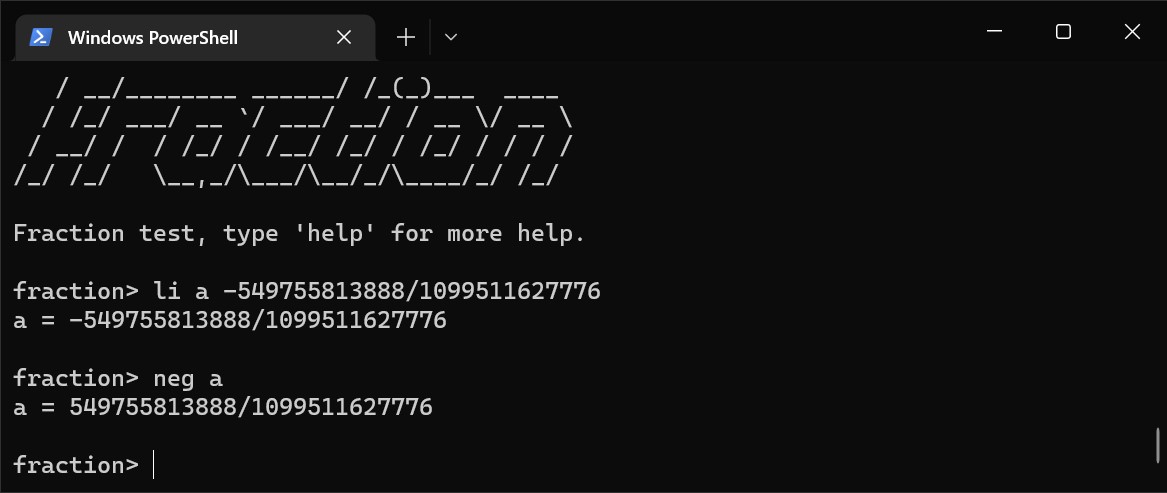 Windows PowerShell
   / __/________ ______/ /_(_)___  ____
  / /_/ ___/ __ `/ ___/ __/ / __ \/ __ \
 / __/ /  / /_/ / /__/ /_/ / /_/ / / / /
/_/ /_/   \__,_/\___/\__/_/\____/_/ /_/
Fraction test, type 'help' for more help.
fraction> li a -549755813888/1099511627776
a = -549755813888/1099511627776
fraction> neg a
a = 549755813888/1099511627776
fraction>